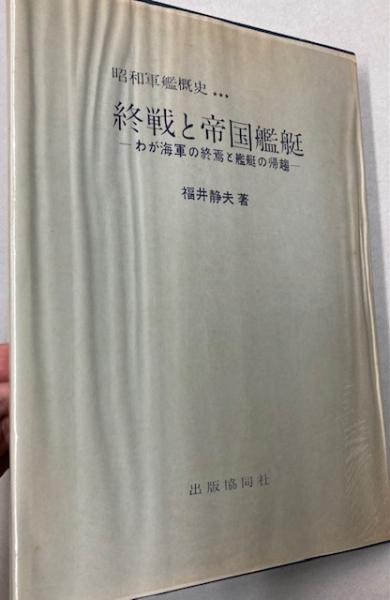 昭和軍艦概史•••
終戦と帝国艦艇
—わが海軍の終焉と艦艇の帰趨—
福井静夫 著
出版協同社